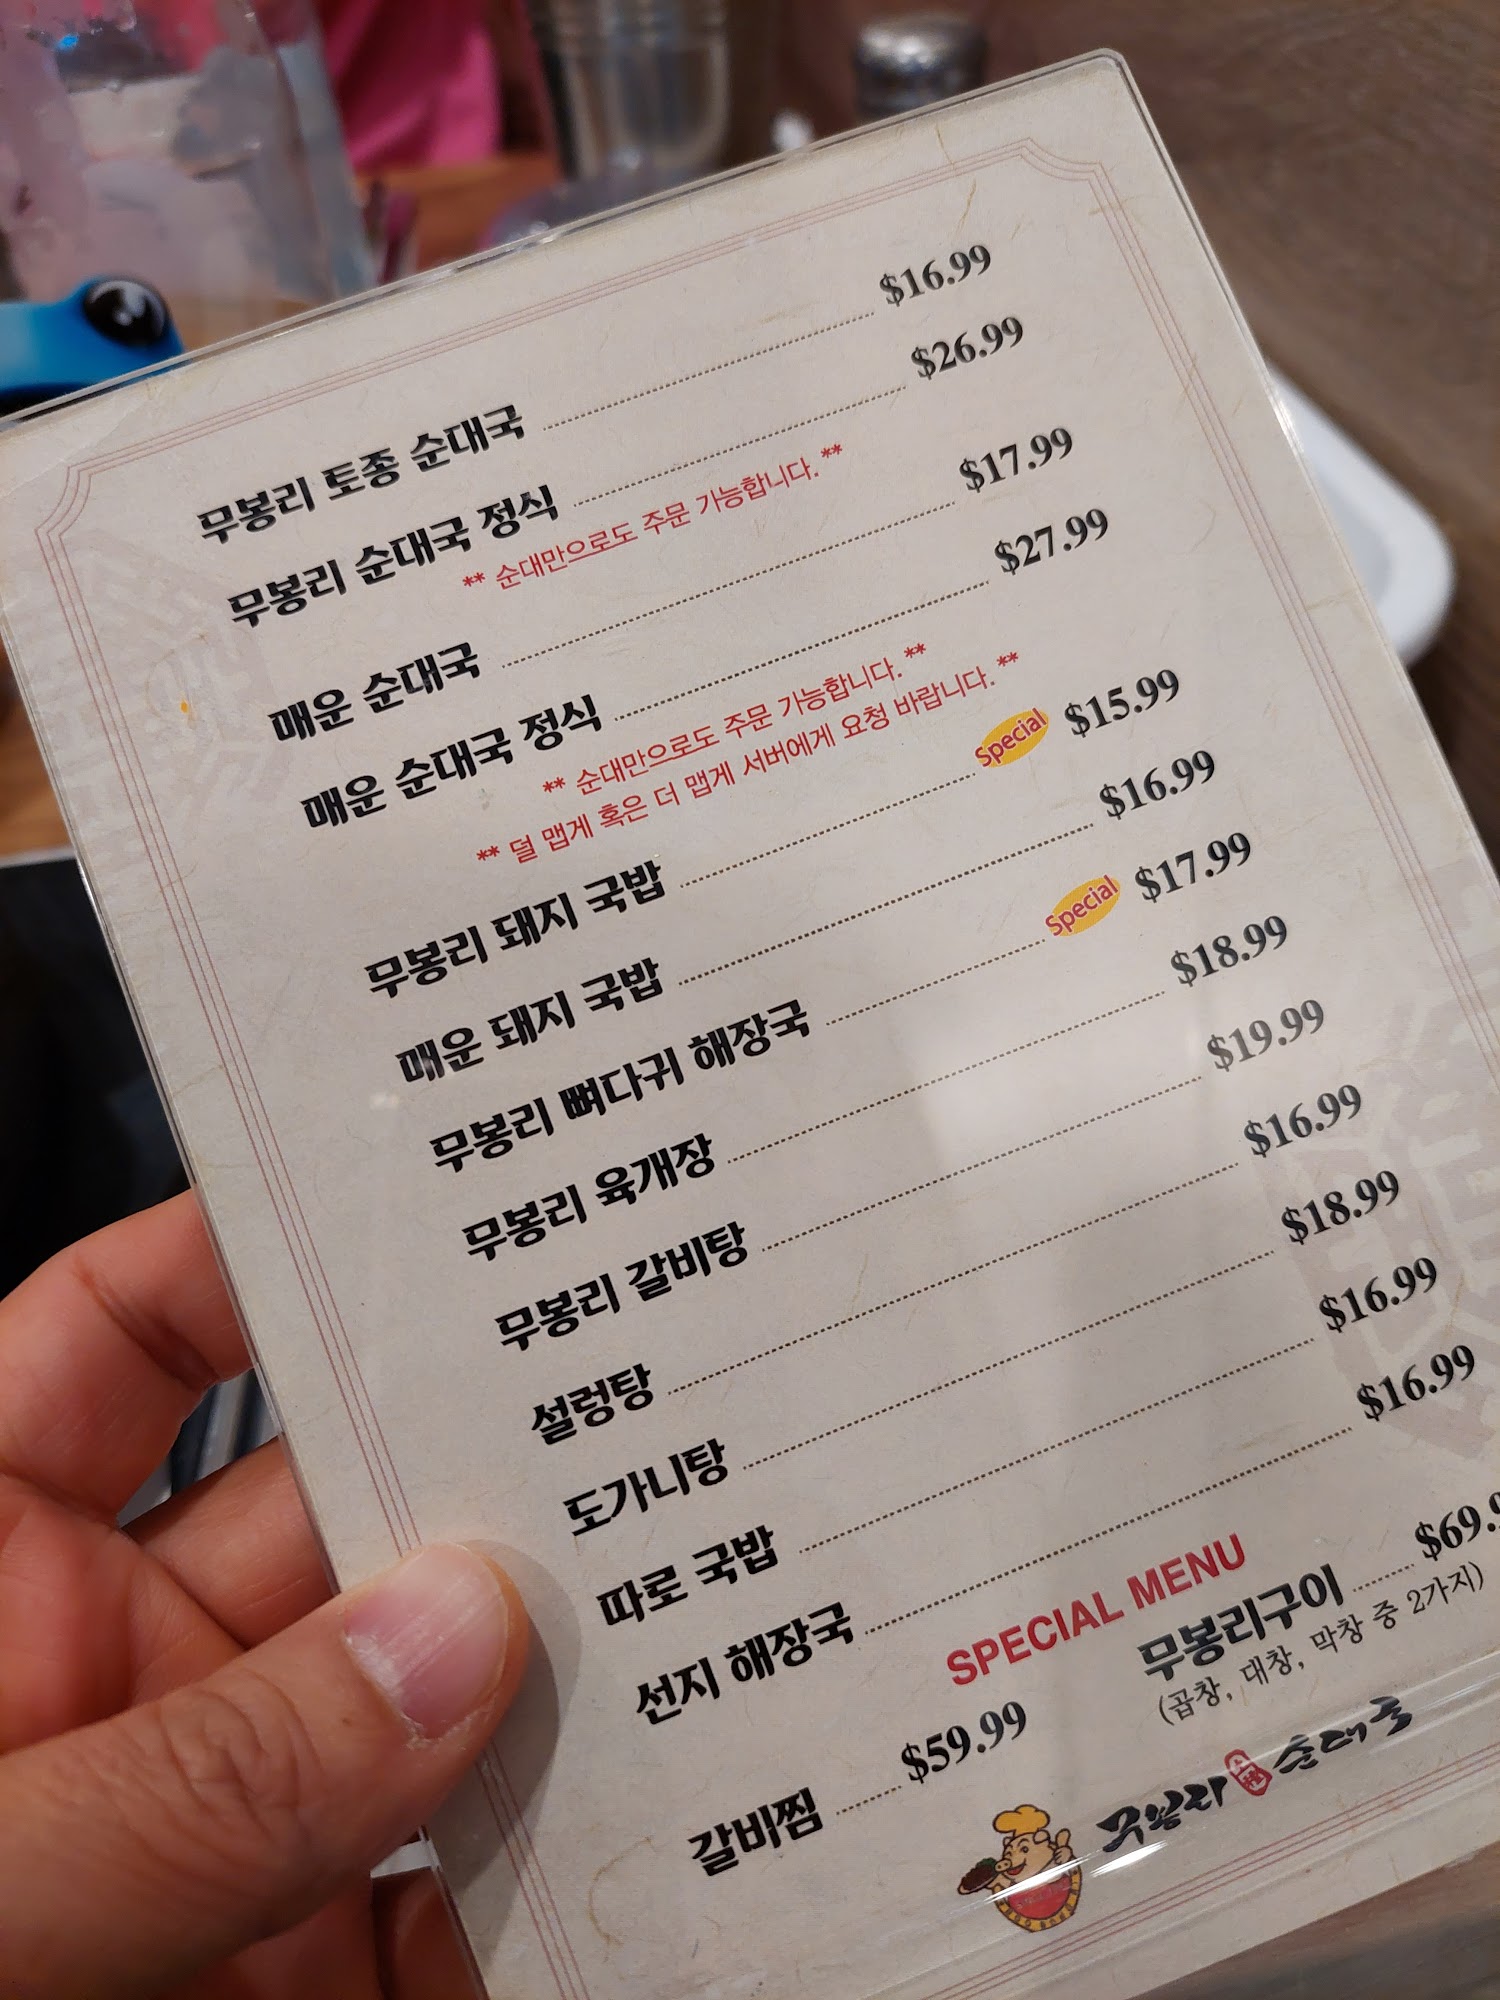 무봉리 토종 순대국 $16.99
무봉리 순대국 정식 $26.99
** 순대만으로도 주문 가능합니다. **
매운 순대국 $17.99
매운 순대국 정식 $27.99
** 순대만으로도 주문 가능합니다. **
** 덜 맵게 혹은 더 맵게 서버에게 요청 바랍니다. **
무봉리 돼지 국밥 Special $15.99
매운 돼지 국밥 $16.99
무봉리 뼈다귀 해장국 Special $17.99
무봉리 육개장 $18.99
무봉리 갈비탕 $19.99
설렁탕 $16.99
도가니탕 $18.99
따로 국밥 $16.99
선지 해장국 $16.99
SPECIAL MENU
갈비찜 $59.99
무봉리구이 $69.9
(곱창, 대창, 막창 중 2가지)
무봉리 순대국